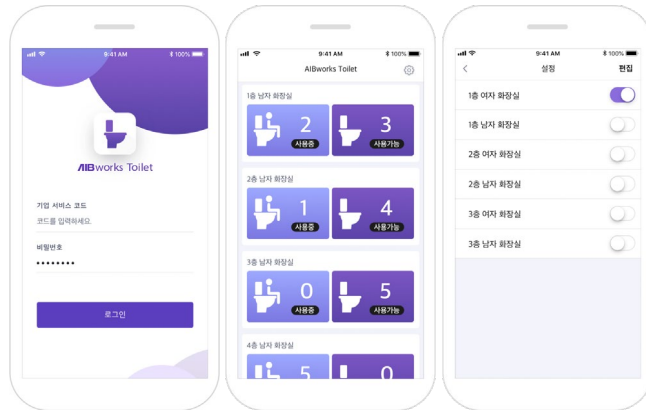 9:41 AM
100%
AIBworks Toilet
기업 서비스 코드
코드를 입력하세요.
비밀번호
로그인
9:41 AM
100%
AIBworks Toilet
1층 남자 화장실
2
사용중
3
사용가능
2층 남자 화장실
1
사용중
4
사용가능
3층 남자 화장실
0
사용중
5
사용가능
4층 남자 화장실
5
0
9:41 AM
100%
설정
편집
1층 여자 화장실
1층 남자 화장실
2층 여자 화장실
2층 남자 화장실
3층 여자 화장실
3층 남자 화장실